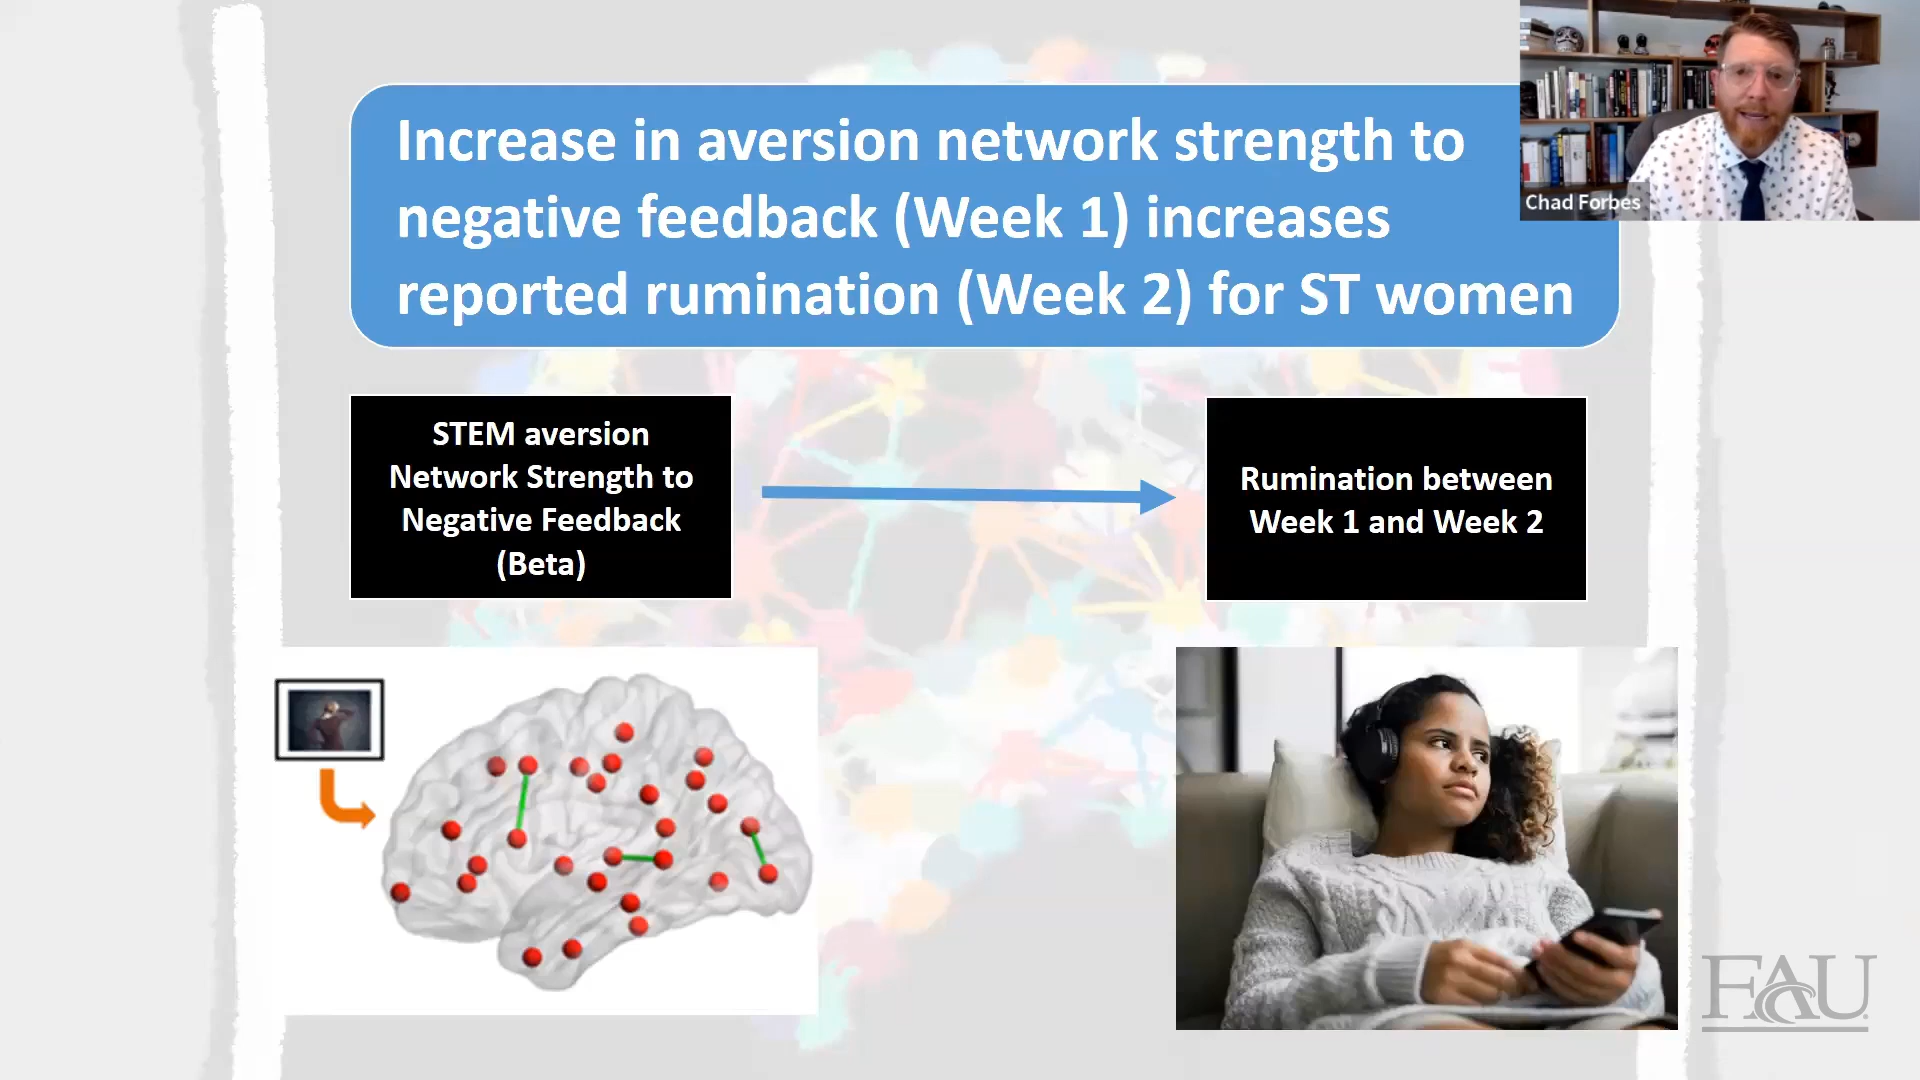 Increase in aversion network strength to
negative feedback (Week 1) increases
reported rumination (Week 2) for ST women
Chad Forbes
STEM aversion
Network Strength to
Negative Feedback
(Beta)
Rumination between
Week 1 and Week 2
FAU